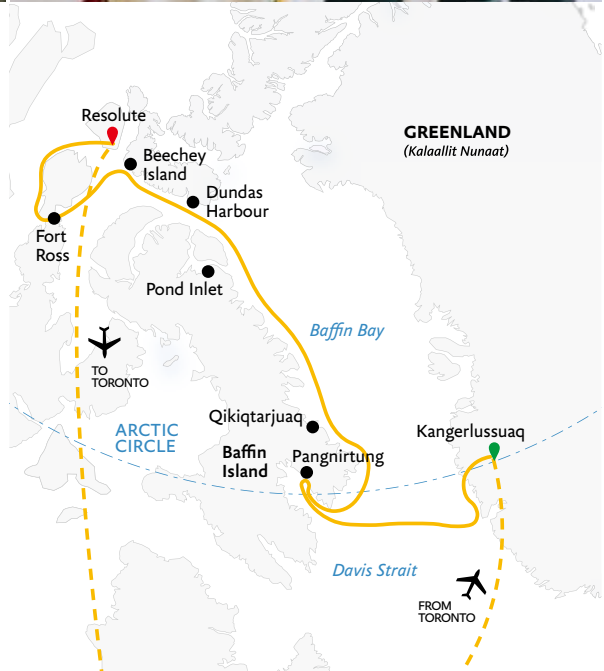 Resolute
GREENLAND
(Kalaallit Nunaat)
Beechey
Island
Dundas
Harbour
Fort
Ross
Pond Inlet
Baffin Bay
TO
TORONTO
Qikiqtarjuaq
ARCTIC
CIRCLE
Kangerlussuaq
Baffin
Island
Pangnirtung
Davis Strait
FROM
TORONTO